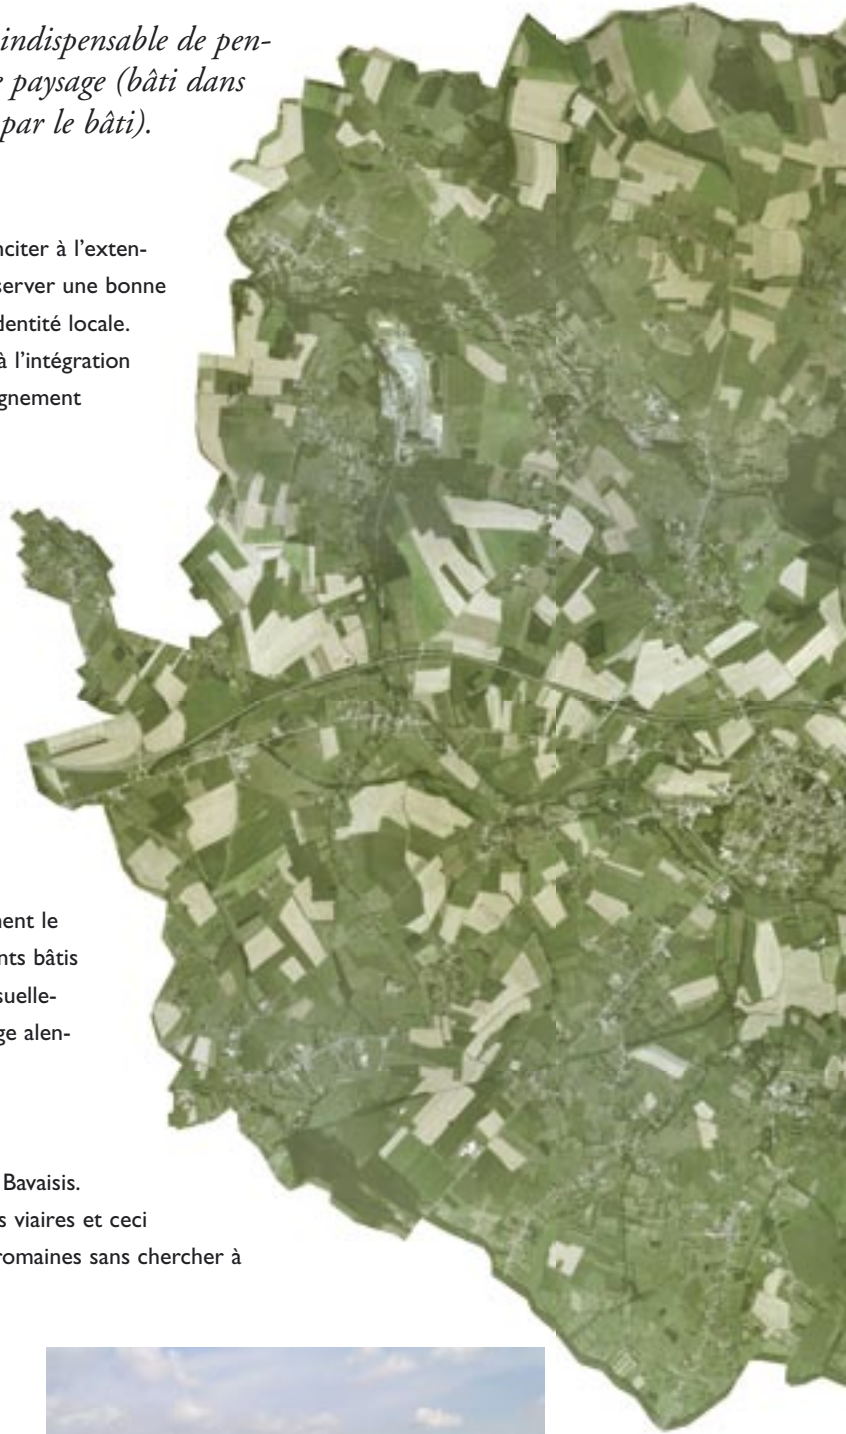 indispensable de pen-
e paysage (bâti dans
par le bâti).
nciter à l’exten-
server une bonne
dentité locale.
à l’intégration
gnement
ment le
nts bâtis
suelle-
ge alen-
Bavaisis.
s viaires et ceci
romaines sans chercher à